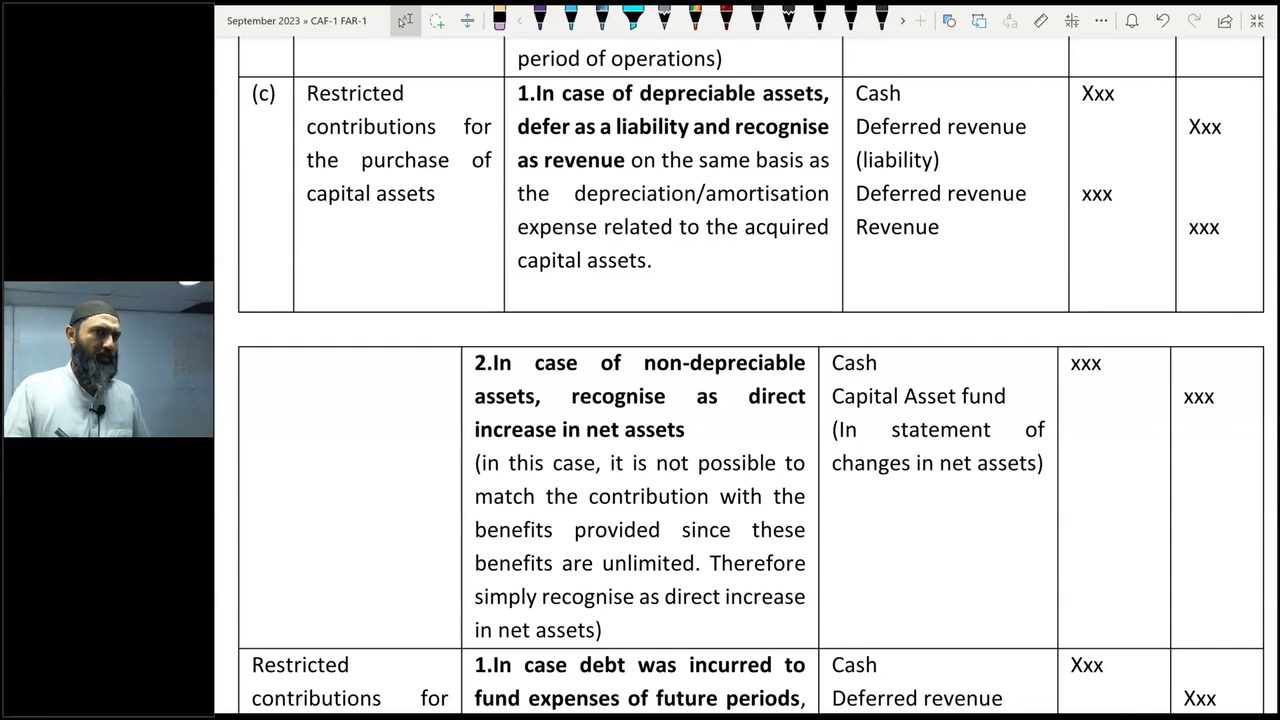 September 2023 » CAF-1 FAR-1
period of operations)
(c) Restricted 1.In case of depreciable assets, Cash Xxx
contributions for defer as a liability and recognise Deferred revenue Xxx
the purchase of as revenue on the same basis as (liability)
capital assets the depreciation/amortisation Deferred revenue xxx
expense related to the acquired Revenue xxx
capital assets.
2.In case of non-depreciable Cash xxx
assets, recognise as direct Capital Asset fund xxx
increase in net assets (In statement of
(in this case, it is not possible to changes in net assets)
match the contribution with the
benefits provided since these
benefits are unlimited. Therefore
simply recognise as direct increase
in net assets)
Restricted 1.In case debt was incurred to Cash Xxx
contributions for fund expenses of future periods, Deferred revenue Xxx